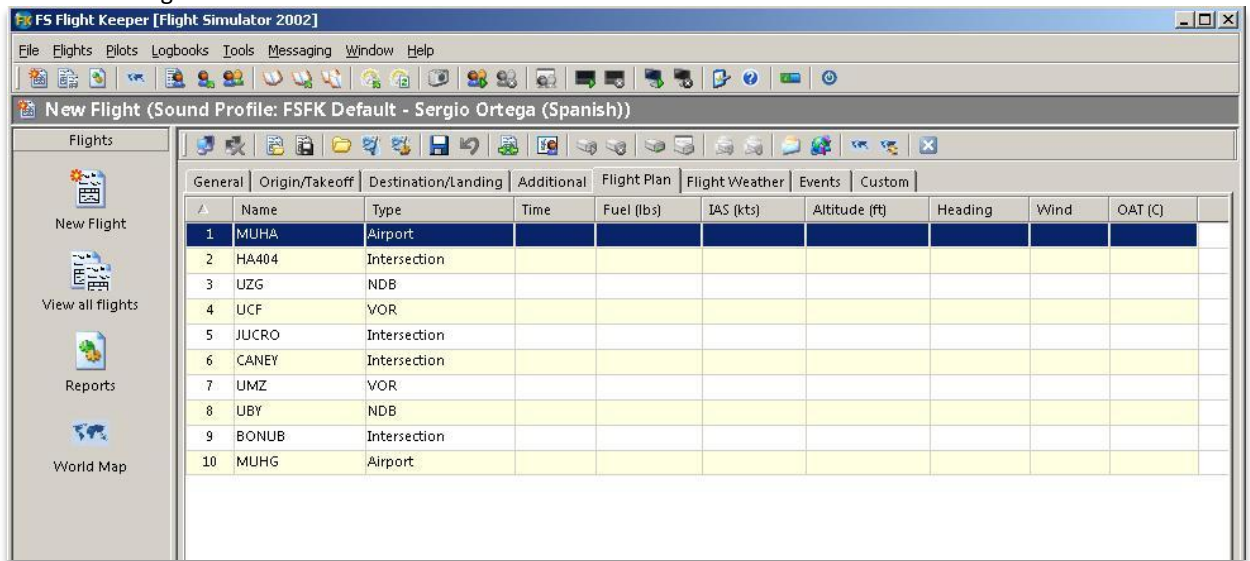 FS Flight Keeper [Flight Simulator 2002]
File Flights Pilots Logbooks Tools Messaging Window Help
New Flight (Sound Profile: FSFK Default - Sergio Ortega (Spanish))
Flights
New Flight
View all flights
Reports
World Map
General Origin/Takeoff Destination/Landing Additional Flight Plan Flight Weather Events Custom
Name Type Time Fuel (lbs) IAS (kts) Altitude (ft) Heading Wind OAT (C)
1 MUHA Airport
2 HA404 Intersection
3 UZG NDB
4 UCF VOR
5 JUCRO Intersection
6 CANEY Intersection
7 UMZ VOR
8 UBY NDB
9 BONUB Intersection
10 MUHG Airport